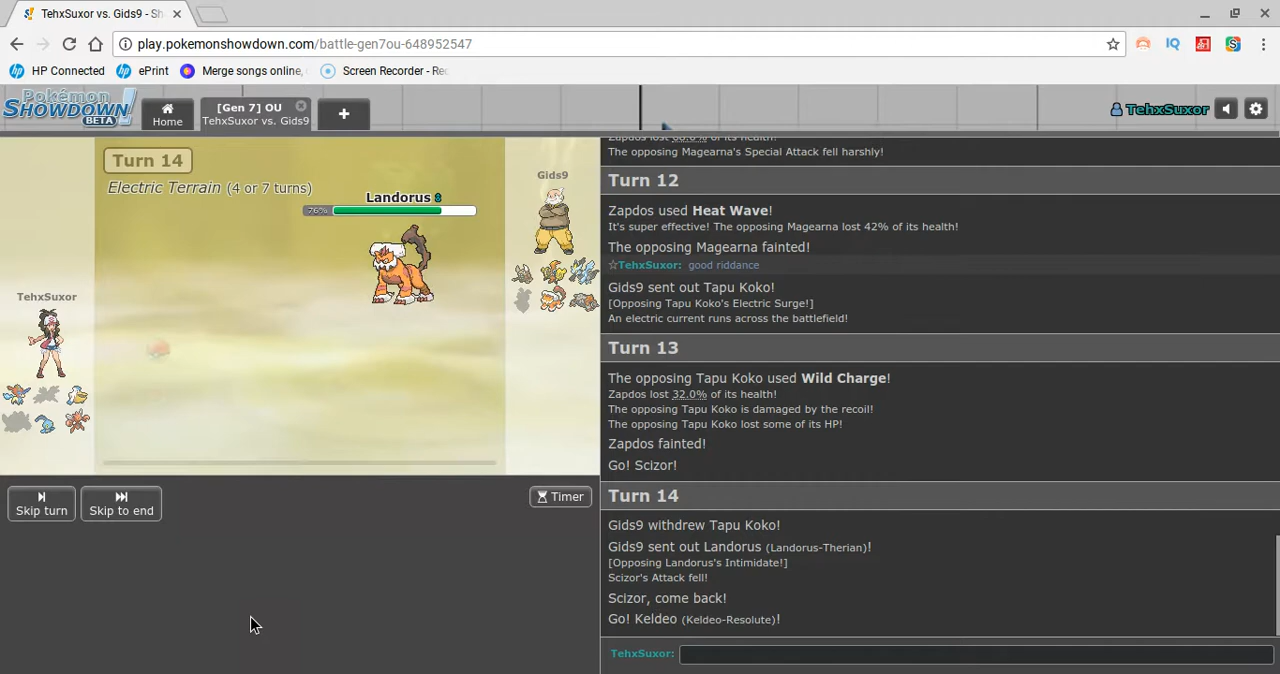 TehxSuxor vs. Gids9 - Sh
play.pokemonshowdown.com/battle-gen7ou-648952547
IQ
HP Connected
ePrint
Merge songs online,
Screen Recorder - Re
Pokémon
SHOWDOWN!
BETA
Home
[Gen 7] OU
TehxSuxor vs. Gids9
+
TehxSuxor
Turn 14
Electric Terrain (4 or 7 turns)
Landorus
76%
Gids9
TehxSuxor
Skip turn
Skip to end
Timer
The opposing Magearna's Special Attack fell harshly!
Turn 12
Zapdos used Heat Wave!
It's super effective! The opposing Magearna lost 42% of its health!
The opposing Magearna fainted!
☆TehxSuxor: good riddance
Gids9 sent out Tapu Koko!
[Opposing Tapu Koko's Electric Surge!]
An electric current runs across the battlefield!
Turn 13
The opposing Tapu Koko used Wild Charge!
Zapdos lost 32.0% of its health!
The opposing Tapu Koko is damaged by the recoil!
The opposing Tapu Koko lost some of its HP!
Zapdos fainted!
Go! Scizor!
Turn 14
Gids9 withdrew Tapu Koko!
Gids9 sent out Landorus (Landorus-Therian)!
[Opposing Landorus's Intimidate!]
Scizor's Attack fell!
Scizor, come back!
Go! Keldeo (Keldeo-Resolute)!
TehxSuxor: